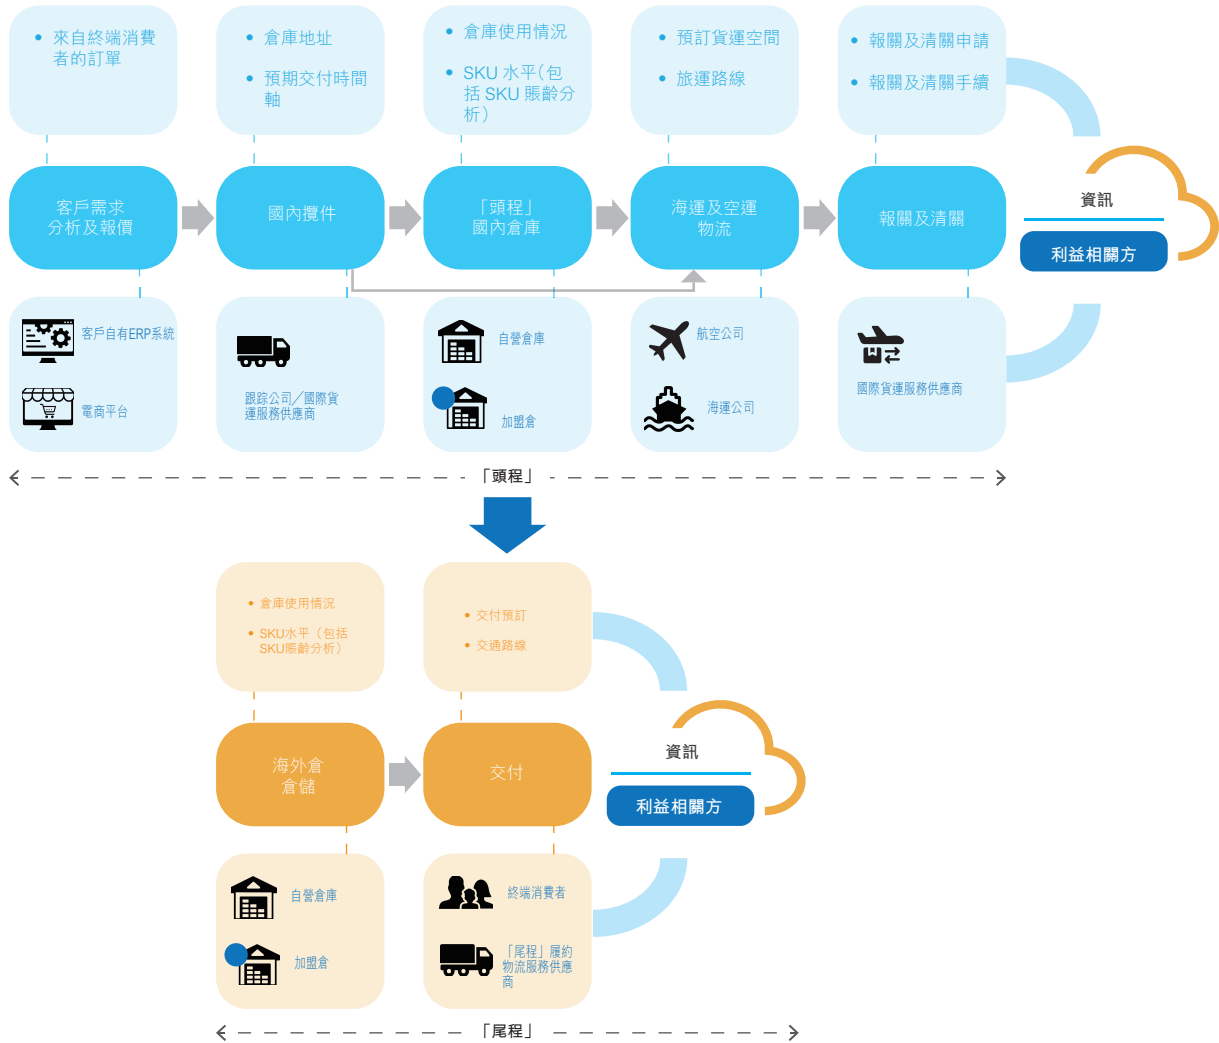 • 來自終端消費
者的訂單
• 倉庫地址
• 預期交付時間
軸
• 倉庫使用情況
• SKU 水平(包
括 SKU 賬齡分
析)
• 預訂貨運空間
• 旅運路線
• 報關及清關申請
• 報關及清關手續
客戶需求
分析及報價
國內攬件
「頭程」
國內倉庫
海運及空運
物流
報關及清關
資訊
利益相關方
客戶自有ERP系統
電商平台
跟踪公司╱國際貨
運服務供應商
自營倉庫
加盟倉
航空公司
海運公司
國際貨運服務供應商
「頭程」
• 倉庫使用情況
• SKU水平(包括
SKU賬齡分析)
• 交付預訂
• 交通路線
海外倉
倉儲
交付
資訊
利益相關方
自營倉庫
加盟倉
終端消費者
「尾程」履約
物流服務供應
商
「尾程」